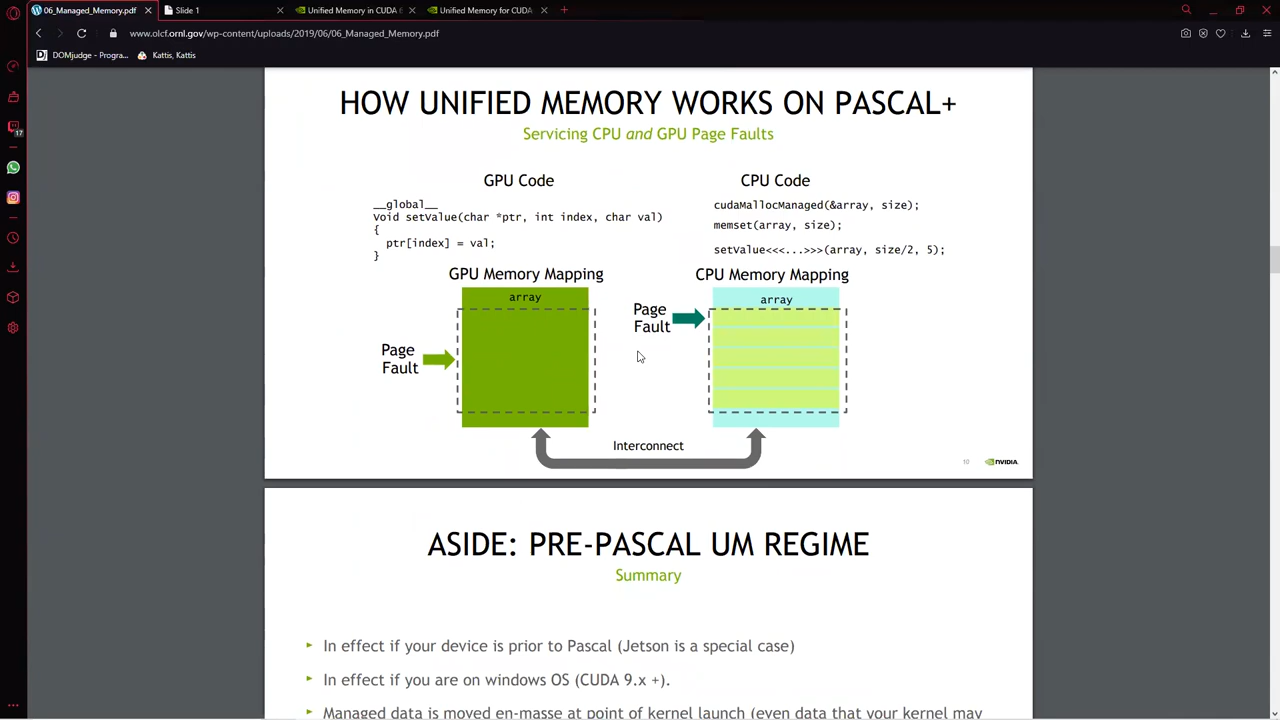 06_Managed_Memory.pdf
Slide 1
Unified Memory in CUDA 6
Unified Memory for CUDA
www.olcf.ornl.gov/wp-content/uploads/2019/06/06_Managed_Memory.pdf
DOMjudge - Progra...
Kattis, Kattis
17
HOW UNIFIED MEMORY WORKS ON PASCAL+
Servicing CPU and GPU Page Faults
GPU Code
__global__
Void setValue(char *ptr, int index, char val)
{
ptr[index] = val;
}
CPU Code
cudaMallocManaged(&array, size);
memset(array, size);
setValue<<<...>>>(array, size/2, 5);
GPU Memory Mapping
array
Page
Fault
CPU Memory Mapping
array
Page
Fault
Interconnect
10
NVIDIA.
ASIDE: PRE-PASCAL UM REGIME
Summary
In effect if your device is prior to Pascal (Jetson is a special case)
In effect if you are on windows OS (CUDA 9.x +).
Managed data is moved en-masse at point of kernel launch (even data that your kernel may